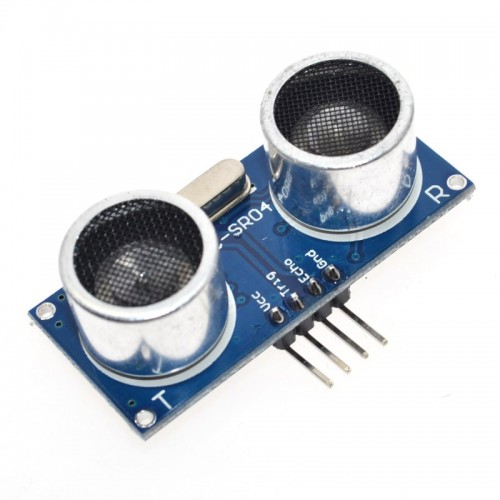 -SR04
R
Gnd
Echo
Trig
Vcc
T